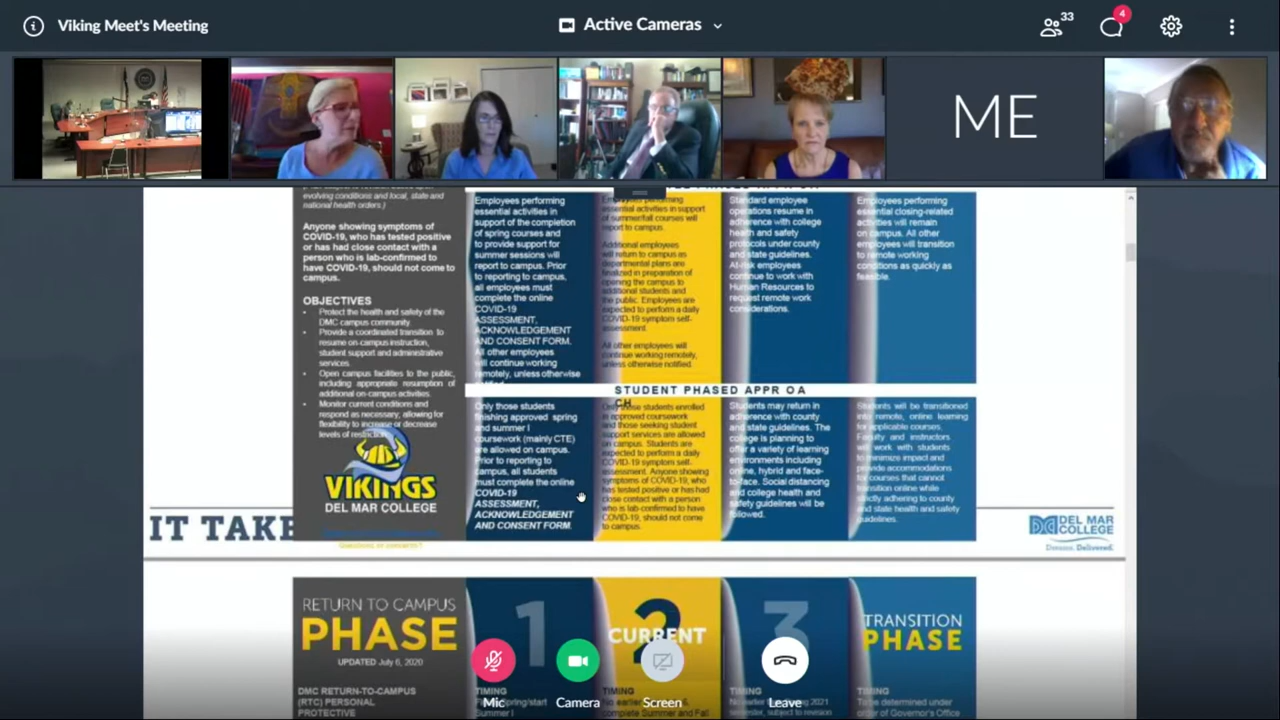 Viking Meet's Meeting
Active Cameras
33
4
ME
evolving conditions and local, state and
national health orders.)
Anyone showing symptoms of
COVID-19, who has tested positive
or has had close contact with a
person who is lab-confirmed to
have COVID-19, should not come to
campus.
OBJECTIVES
• Protect the health and safety of the
DMC campus community.
• Provide a coordinated transition to
resume on-campus instruction,
student support and administrative
services.
• Open campus facilities to the public,
including appropriate resumption of
additional on-campus activities.
• Monitor current conditions and
respond as necessary, allowing for
flexibility to increase or decrease
levels of restriction.
VIKINGS
DEL MAR COLLEGE
Questions or concerns?
Employees performing
essential activities in
support of the completion
of spring courses and
to provide support for
summer sessions will
report to campus. Prior
to reporting to campus,
all employees must
complete the online
COVID-19
ASSESSMENT,
ACKNOWLEDGEMENT
AND CONSENT FORM.
All other employees
will continue working
remotely, unless otherwise
Employees performing
essential activities in support
of summer/fall courses will
report to campus.
Additional employees
will return to campus as
departmental plans are
finalized in preparation of
opening the campus to
additional students and
the public. Employees are
expected to perform a daily
COVID-19 symptom self-
assessment.
All other employees will
continue working remotely,
unless otherwise notified.
Standard employee
operations resume in
adherence with college
health and safety
protocols under county
and state guidelines.
At-risk employees
continue to work with
Human Resources to
request remote work
considerations.
Employees performing
essential closing-related
activities will remain
on campus. All other
employees will transition
to remote working
conditions as quickly as
feasible.
STUDENT PHASED APPR OA
CH
Only those students
finishing approved spring
and summer I
coursework (mainly CTE)
are allowed on campus.
Prior to reporting to
campus, all students
must complete the online
COVID-19
ASSESSMENT,
ACKNOWLEDGEMENT
AND CONSENT FORM.
Only those students enrolled
in approved coursework
and those seeking student
support services are allowed
on campus. Students are
expected to perform a daily
COVID-19 symptom self-
assessment. Anyone showing
symptoms of COVID-19, who
has tested positive or has had
close contact with a person
who is lab-confirmed to have
COVID-19, should not come
to campus.
Students may return in
adherence with county
and state guidelines. The
college is planning to
offer a variety of learning
environments including
online, hybrid and face-
to-face. Social distancing
and college health and
safety guidelines will be
followed.
Students will be transitioned
into remote, online learning
for applicable courses.
Faculty and instructors
will work with students
to minimize impact and
provide accommodations
for courses that cannot
transition online while
strictly adhering to county
and state health and safety
guidelines.
IT TAKE
DEL MAR
COLLEGE
Dreams. Delivered.
RETURN TO CAMPUS
PHASE
UPDATED July 6, 2020
DMC RETURN-TO-CAMPUS
(RTC) PERSONAL
PROTECTIVE
1
TIMING
Summer I
2
CURRENT
TIMING
complete Summer and Fall
3
TIMING
semester, subject to revision
TRANSITION
PHASE
TIMING
To be determined under
order of Governor's Office
Mic
Camera
Screen
Leave